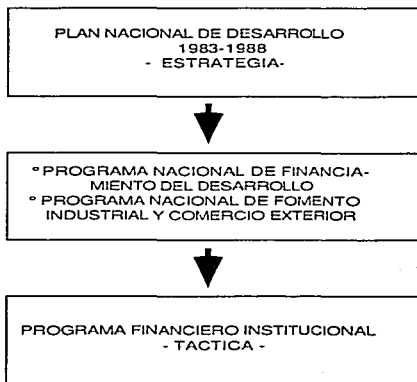 PLAN NACIONAL DE DESARROLLO
1983-1988
- ESTRATEGIA-
° PROGRAMA NACIONAL DE FINANCIA-
MIENTO DEL DESARROLLO
° PROGRAMA NACIONAL DE FOMENTO
INDUSTRIAL Y COMERCIO EXTERIOR
PROGRAMA FINANCIERO INSTITUCIONAL
- TACTICA -